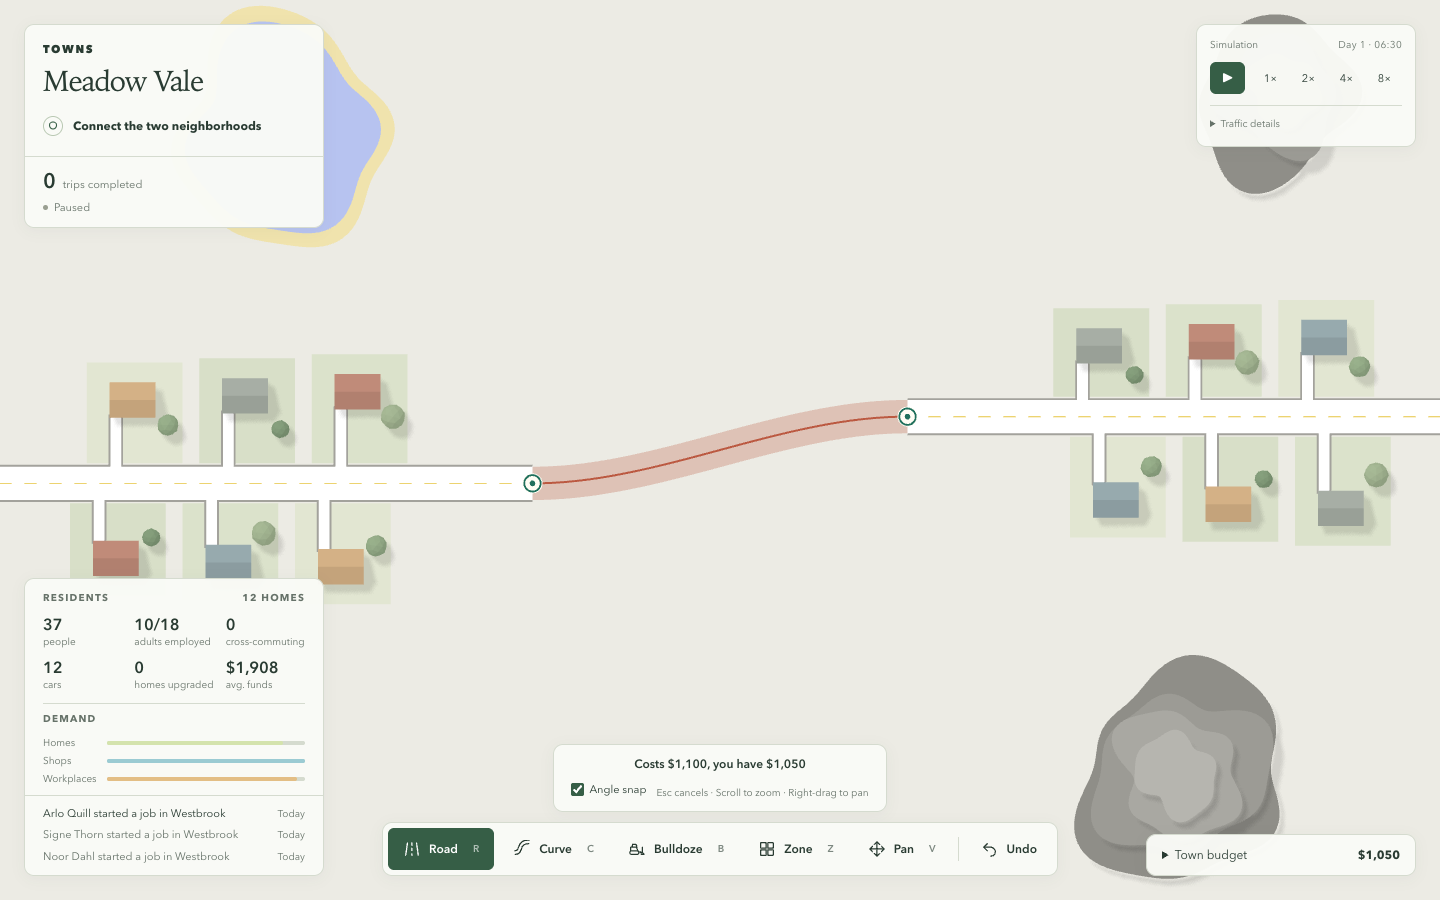 TOWNS
Meadow Vale
Connect the two neighborhoods
0 trips completed
Paused
Simulation Day 1 · 06:30
1× 2× 4× 8×
Traffic details
RESIDENTS 12 HOMES
37 10/18 0
people adults employed cross-commuting
12 0 $1,908
cars homes upgraded avg. funds
DEMAND
Homes
Shops
Workplaces
Arlo Quill started a job in Westbrook Today
Signe Thorn started a job in Westbrook Today
Noor Dahl started a job in Westbrook Today
Costs $1,100, you have $1,050
Angle snap Esc cancels · Scroll to zoom · Right-drag to pan
Road R Curve C Bulldoze B Zone Z Pan V Undo
Town budget $1,050